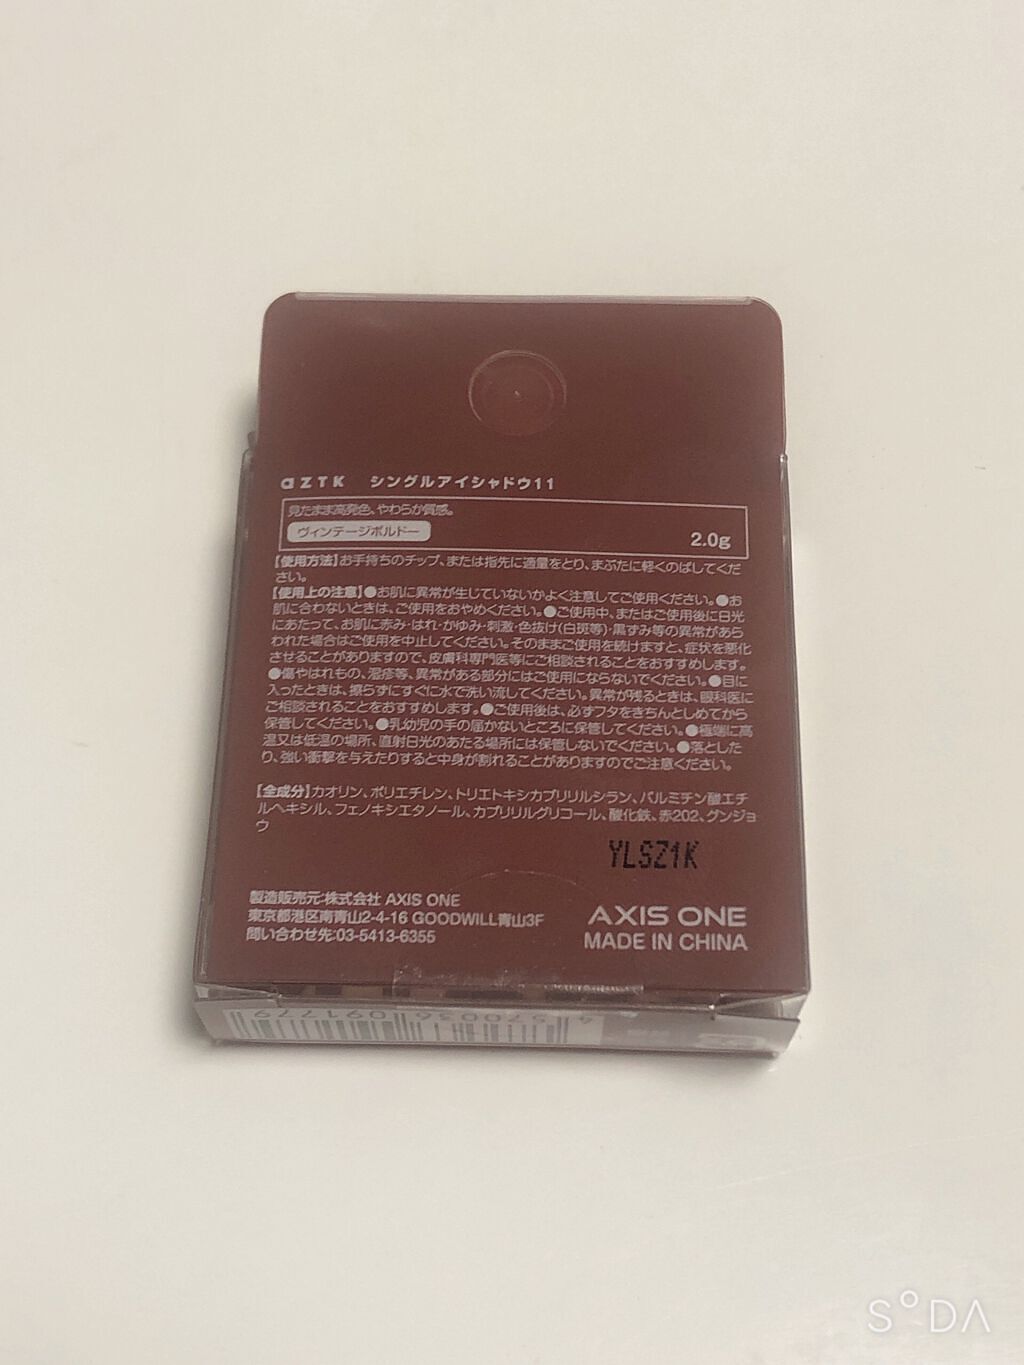 aZTK シングルアイシャドウ11
見たまま高発色、やわらか質感。
ヴィンテージボルドー
2.0g
【使用方法】お手持ちのチップ、または指先に適量をとり、まぶたに軽くのばしてくだ
さい。
【使用上の注意】●お肌に異常が生じていないかよく注意してご使用ください。●お
肌に合わないときは、ご使用をおやめください。●ご使用中、またはご使用後に日光
にあたって、お肌に赤み・はれ・かゆみ・刺激・色抜け(白斑等)・黒ずみ等の異常があら
われた場合はご使用を中止してください。そのままご使用を続けますと、症状を悪化
させることがありますので、皮膚科専門医等にご相談されることをおすすめします。
●傷やはれもの、湿疹等、異常がある部分にはご使用にならないでください。●目に
入ったときは、擦らずにすぐに水で洗い流してください。異常が残るときは、眼科医に
ご相談されることをおすすめします。●ご使用後は、必ずフタをきちんとしめてから
保管してください。●乳幼児の手の届かないところに保管してください。●極端に高
温又は低温の場所、直射日光のあたる場所には保管しないでください。●落とした
り、強い衝撃を与えたりすると中身が割れることがありますのでご注意ください。
【全成分】カオリン、ポリエチレン、トリエトキシカプリリルシラン、パルミチン酸エチ
ルヘキシル、フェノキシエタノール、カプリリルグリコール、酸化鉄、赤202、グンジョ
ウ
YLSZ1K
製造販売元:株式会社 AXIS ONE
東京都港区南青山2-4-16 GOODWILL青山3F
問い合わせ先:03-5413-6355
AXIS ONE
MADE IN CHINA
4 570036 091779
SODA